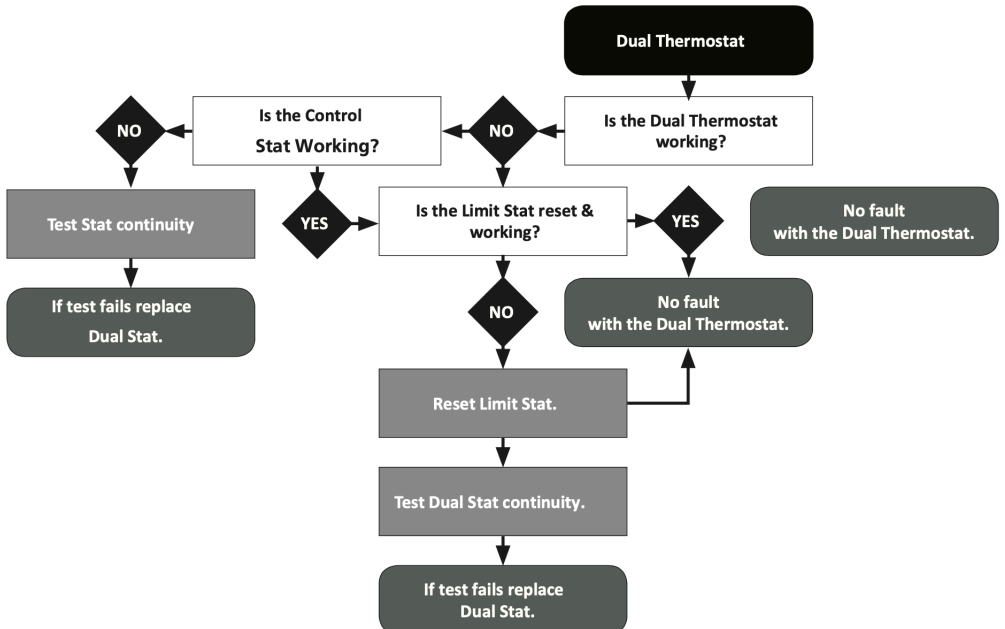 Dual Thermostat
Is the Dual Thermostat
working?
NO
Is the Control
Stat Working?
NO
Test Stat continuity
If test fails replace
Dual Stat.
YES
Is the Limit Stat reset &
working?
YES
No fault
with the Dual Thermostat.
No fault
with the Dual Thermostat.
NO
Reset Limit Stat.
Test Dual Stat continuity.
If test fails replace
Dual Stat.